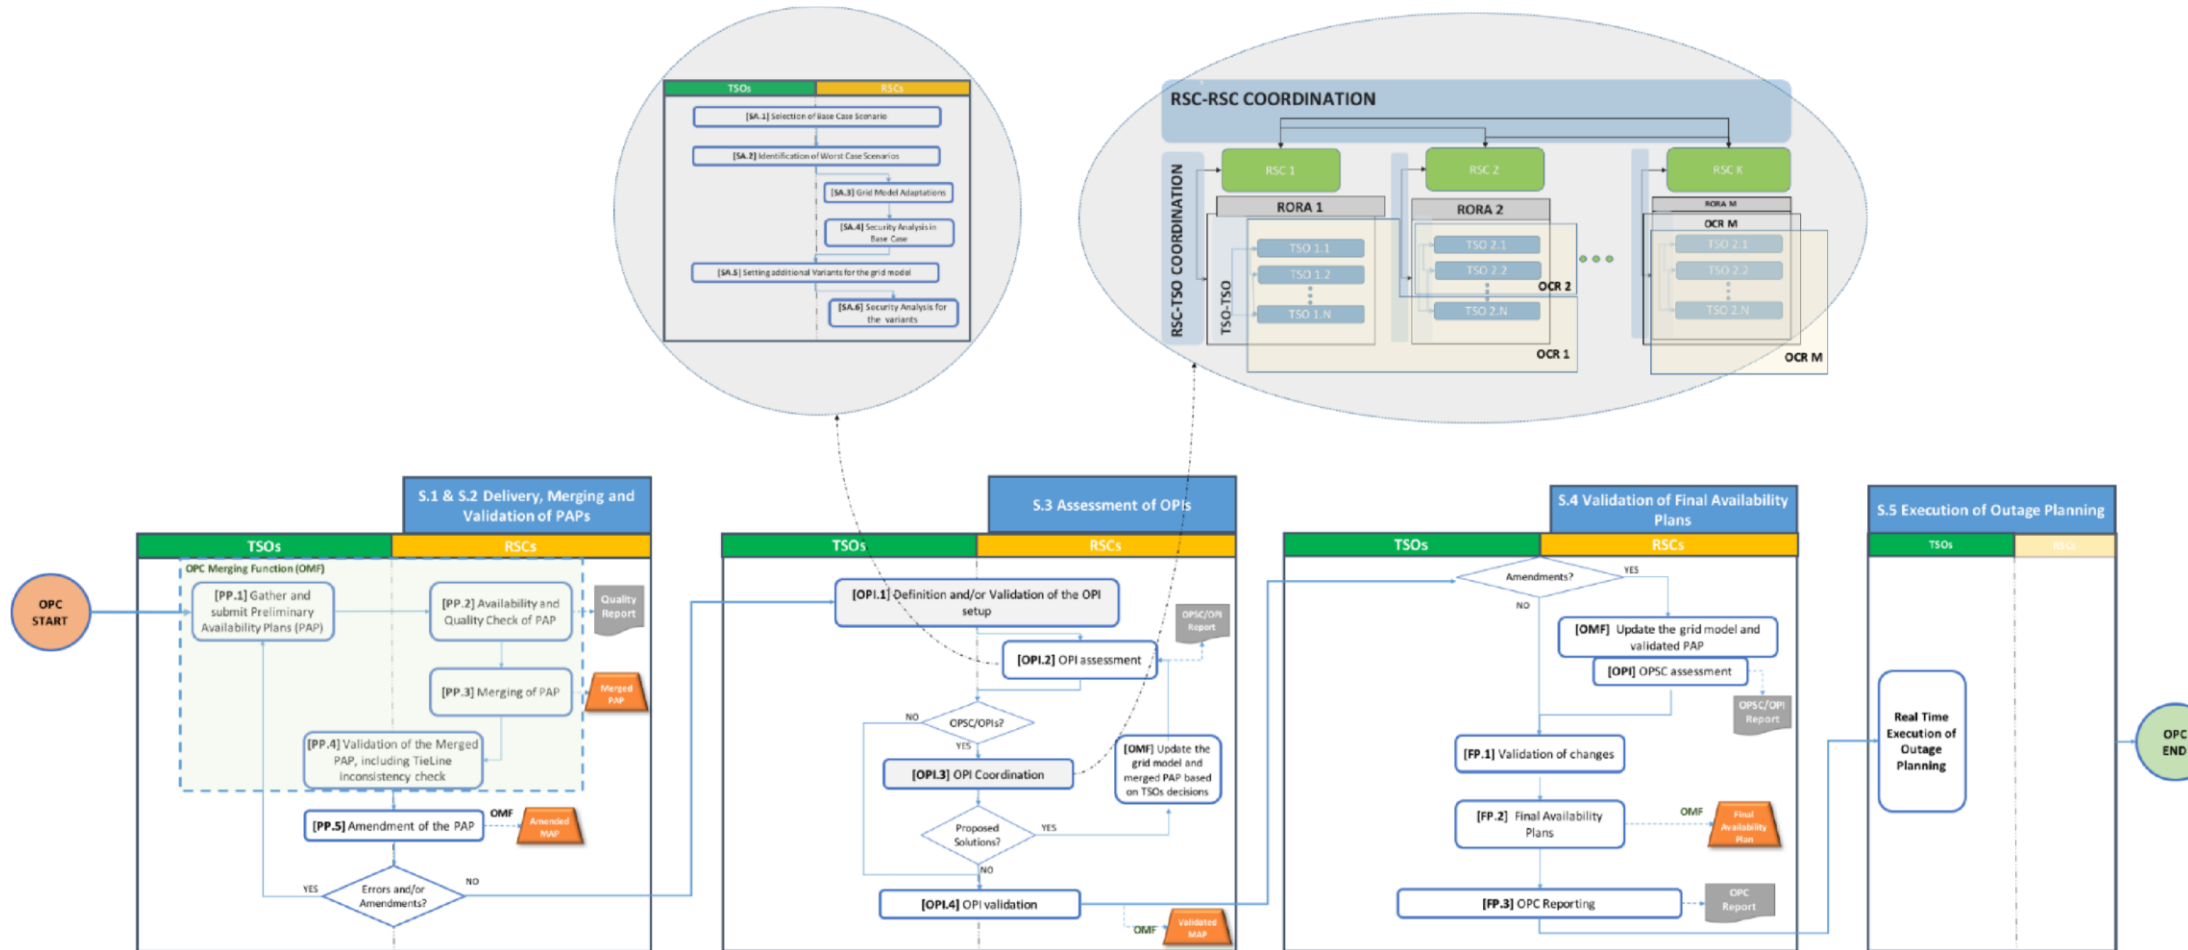 TSOs
RSCs
[SA.1] Selection of Base Case Scenario
[SA.2] Identification of Worst Case Scenarios
[SA.3] Grid Model Adaptations
[SA.4] Security Analysis in
Base Case
[SA.5] Setting additional Variants for the grid model
[SA.6] Security Analysis for
the variants
RSC-RSC COORDINATION
RSC-TSO COORDINATION
RSC 1
RSC 2
RSC K
RORA 1
RORA 2
RORA M
OCR M
TSO-TSO
TSO 1.1
TSO 1.2
TSO 1.N
TSO 2.1
TSO 2.2
TSO 2.N
OCR 2
OCR 1
TSO 2.1
TSO 2.2
TSO 2.N
OCR M
OPC
START
S.1 & S.2 Delivery, Merging and
Validation of PAPs
TSOs
RSCs
OPC Merging Function (OMF)
[PP.1] Gather and
submit Preliminary
Availability Plans (PAP)
[PP.2] Availability and
Quality Check of PAP
Quality
Report
[PP.3] Merging of PAP
Merged
PAP
[PP.4] Validation of the Merged
PAP, including TieLine
inconsistency check
[PP.5] Amendment of the PAP
OMF
Amended
MAP
Errors and/or
Amendments?
YES
NO
S.3 Assessment of OPIs
TSOs
RSCs
[OPI.1] Definition and/or Validation of the OPI
setup
OPSC/OPI
Report
[OPI.2] OPI assessment
OPSC/OPIs?
NO
YES
[OMF] Update the
grid model and
merged PAP based
on TSOs decisions
[OPI.3] OPI Coordination
Proposed
Solutions?
YES
NO
[OPI.4] OPI validation
OMF
Validated
MAP
S.4 Validation of Final Availability
Plans
TSOs
RSCs
Amendments?
YES
NO
[OMF] Update the grid model and
validated PAP
[OPI] OPSC assessment
OPSC/OPI
Report
[FP.1] Validation of changes
[FP.2] Final Availability
Plans
OMF
Final
Availability
Plan
[FP.3] OPC Reporting
OPC
Report
S.5 Execution of Outage Planning
TSOs
RSCs
Real Time
Execution of
Outage
Planning
OPC
END